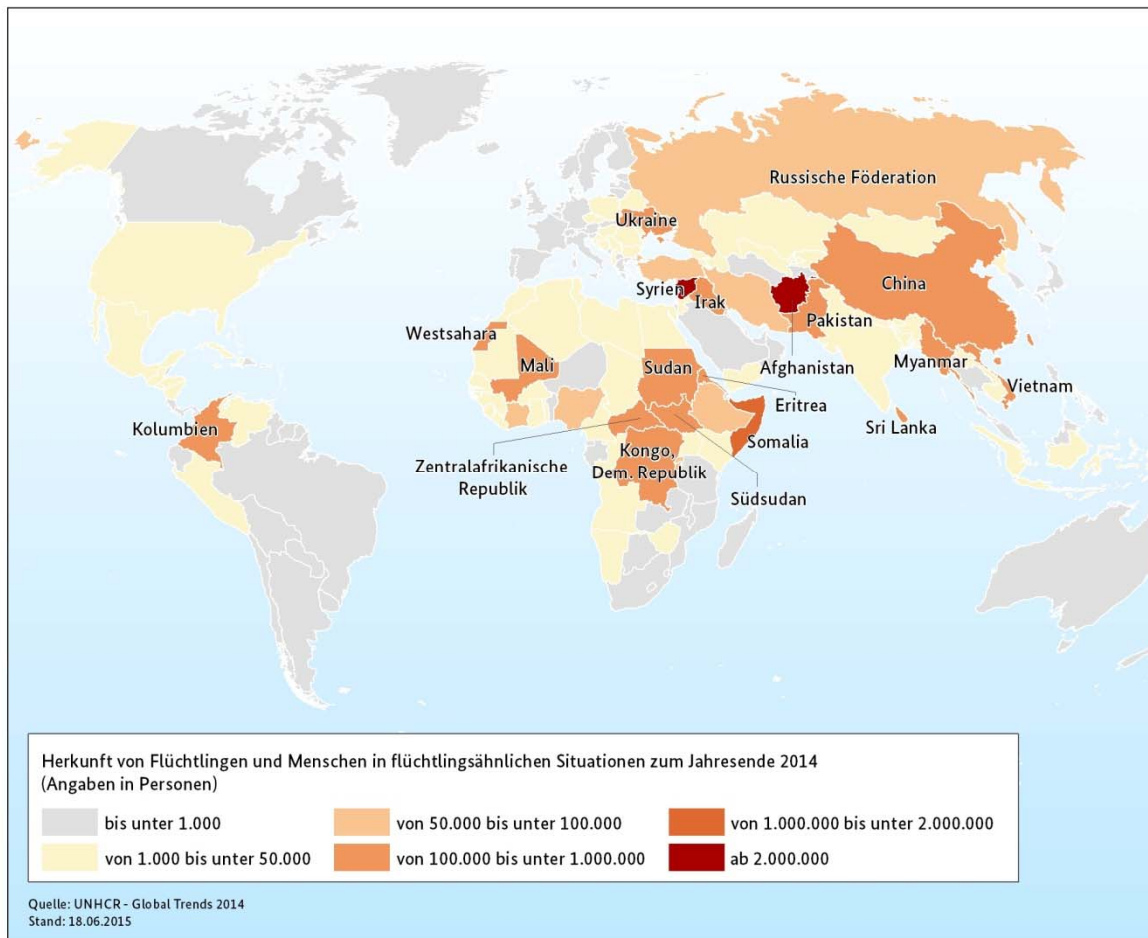 Russische Föderation
Ukraine
China
Syrien
Irak
Pakistan
Westsahara
Mali
Sudan
Afghanistan
Myanmar
Vietnam
Eritrea
Kolumbien
Sri Lanka
Somalia
Kongo,
Dem. Republik
Zentralafrikanische
Republik
Südsudan
Herkunft von Flüchtlingen und Menschen in flüchtlingsähnlichen Situationen zum Jahresende 2014
(Angaben in Personen)
bis unter 1.000
von 50.000 bis unter 100.000
von 1.000.000 bis unter 2.000.000
von 1.000 bis unter 50.000
von 100.000 bis unter 1.000.000
ab 2.000.000
Quelle: UNHCR - Global Trends 2014
Stand: 18.06.2015